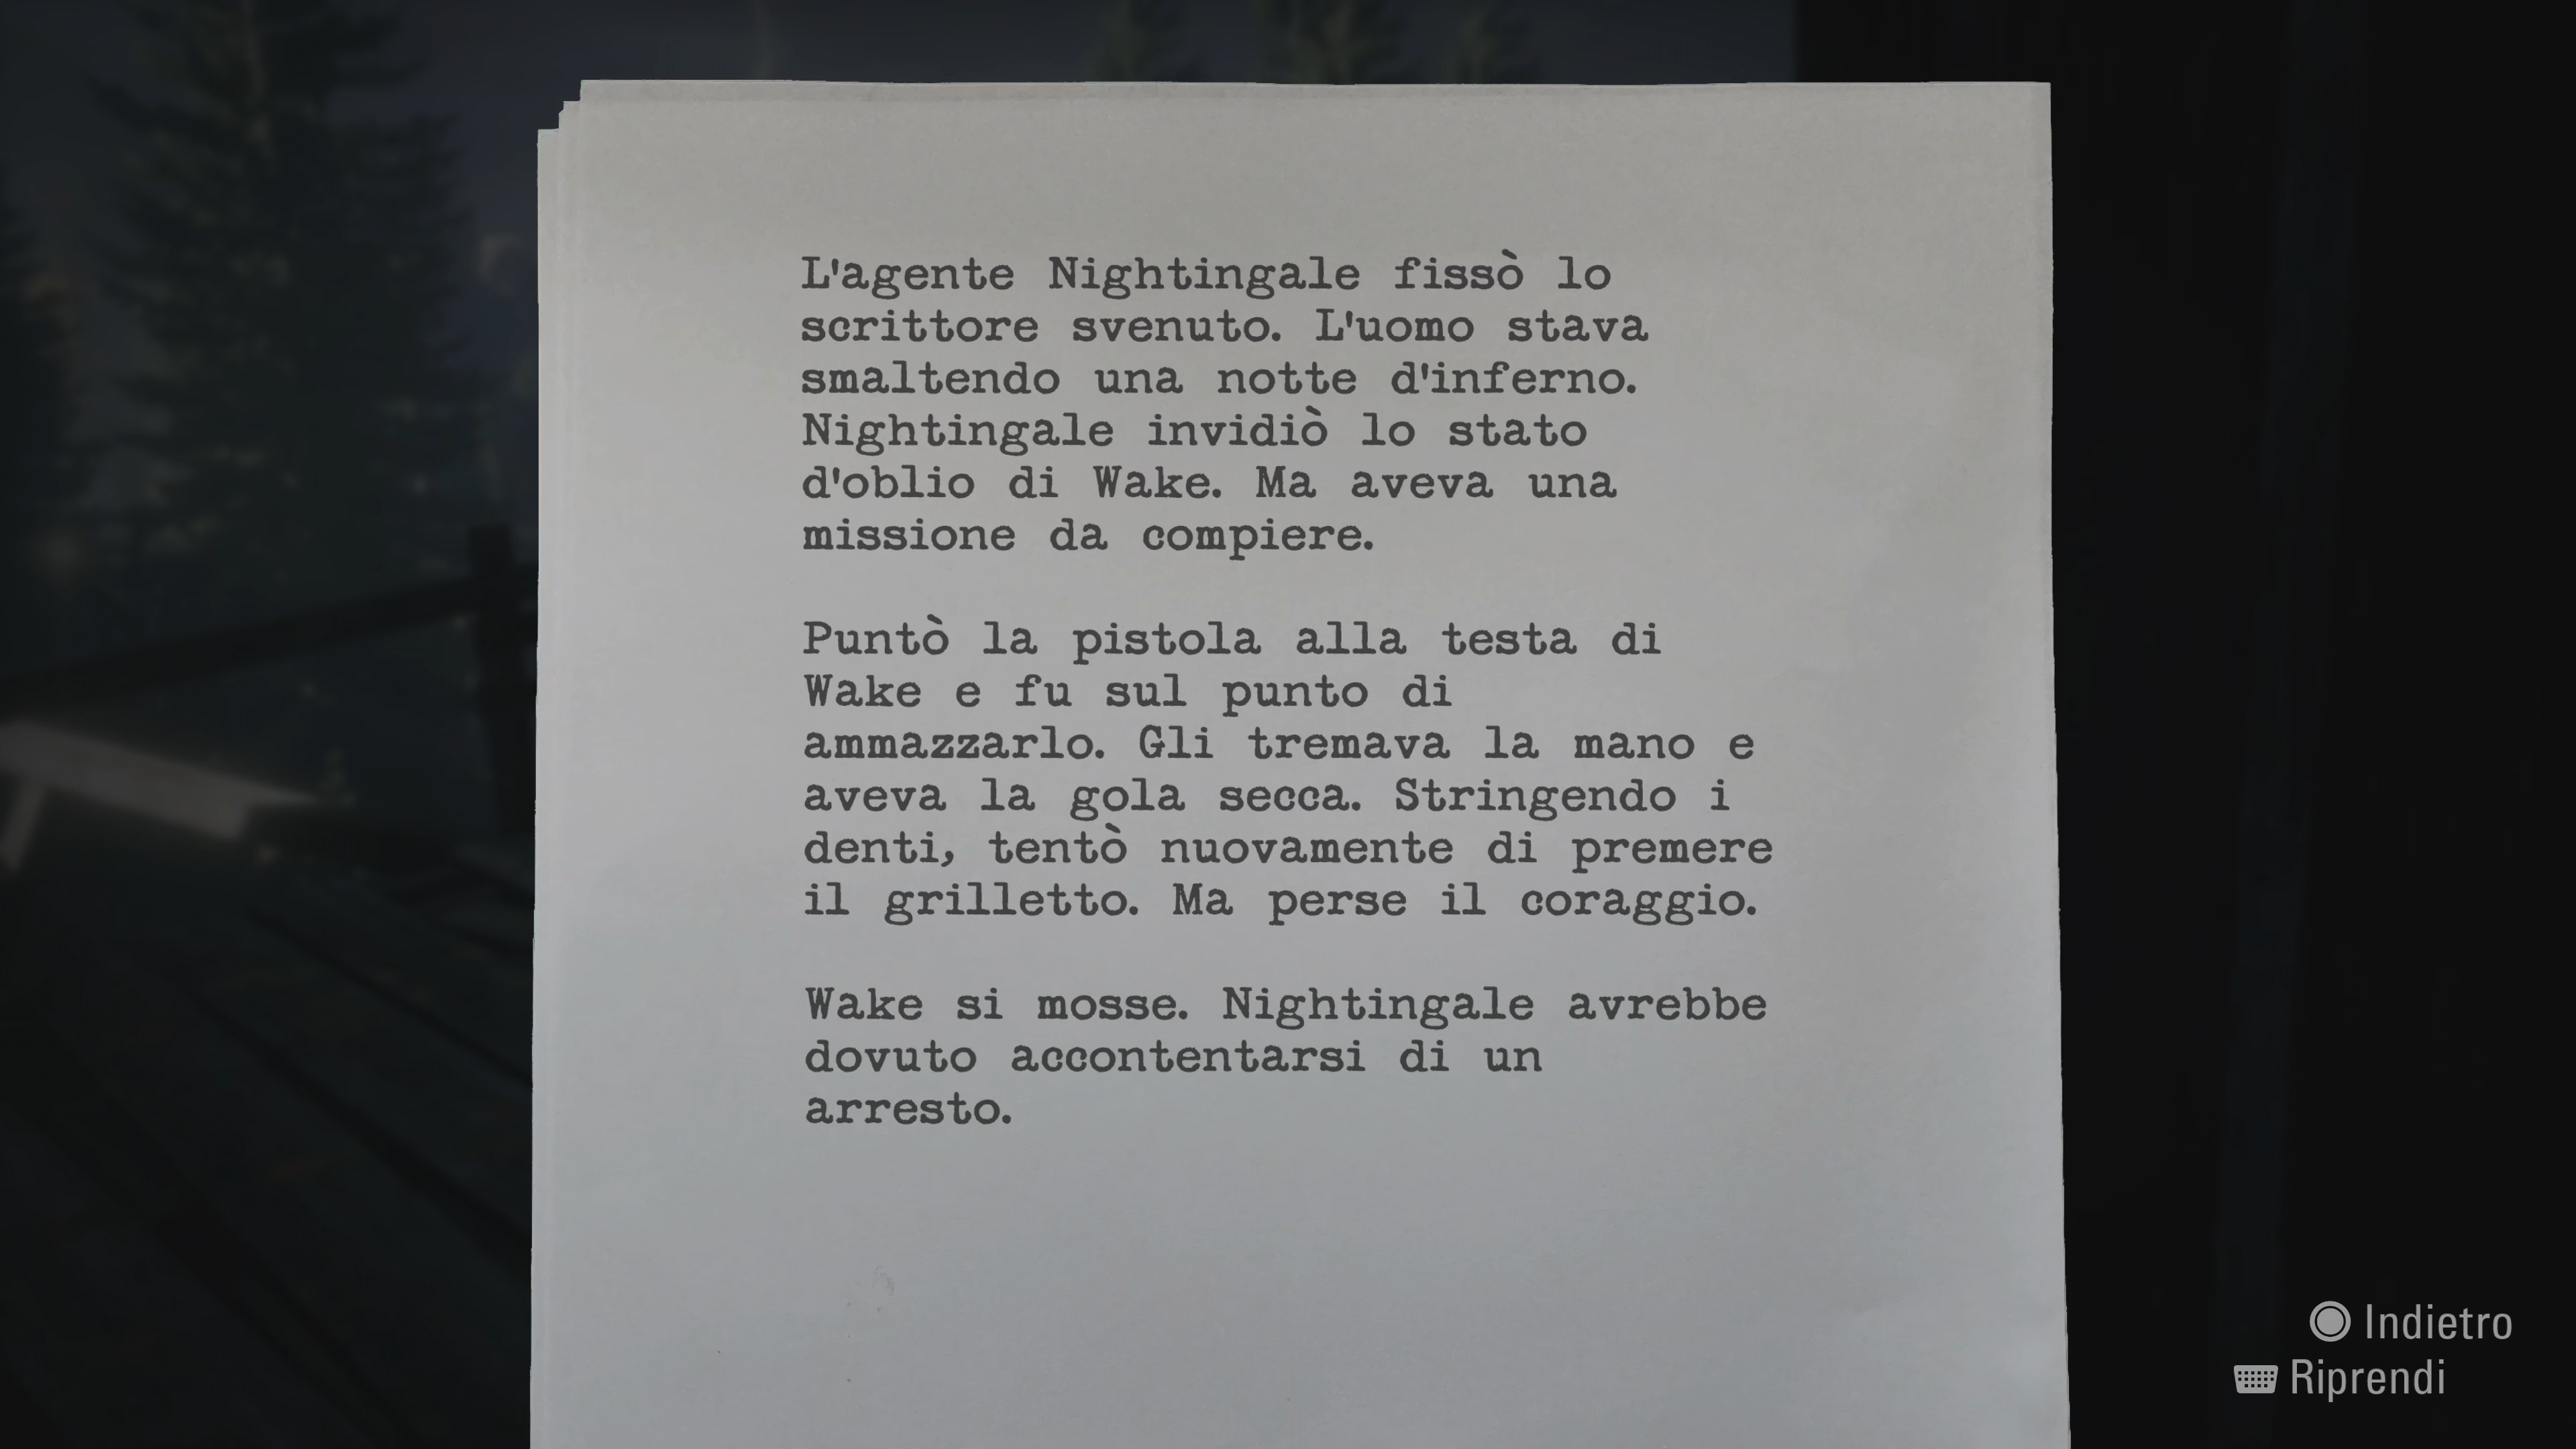 L'agente Nightingale fissò lo
scrittore svenuto. L'uomo stava
smaltendo una notte d'inferno.
Nightingale invidiò lo stato
d'oblio di Wake. Ma aveva una
missione da compiere.
Puntò la pistola alla testa di
Wake e fu sul punto di
ammazzarlo. Gli tremava la mano e
aveva la gola secca. Stringendo i
denti, tentò nuovamente di premere
il grilletto. Ma perse il coraggio.
Wake si mosse. Nightingale avrebbe
dovuto accontentarsi di un
arresto.
Indietro
Riprendi